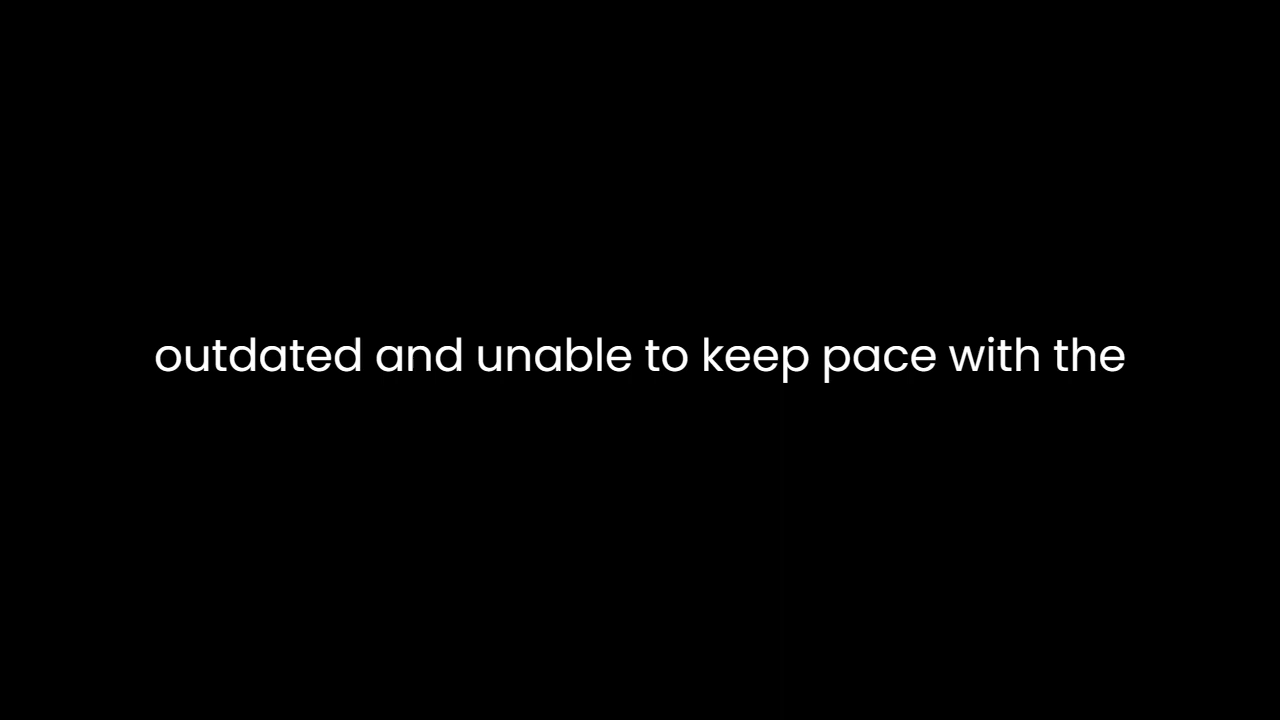 outdated and unable to keep pace with the